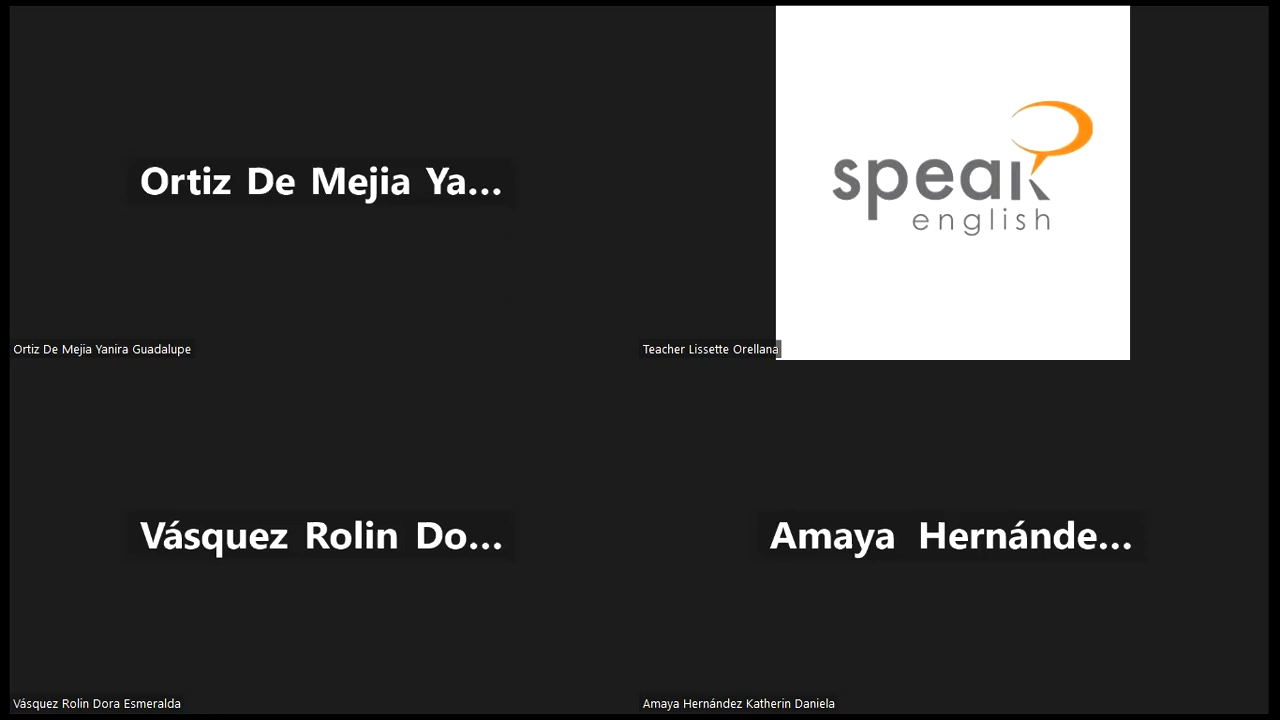 Ortiz De Mejia Ya...
speak
english
Ortiz De Mejia Yanira Guadalupe
Teacher Lissette Orellana
Vásquez Rolin Do...
Amaya Hernánde...
Vásquez Rolin Dora Esmeralda
Amaya Hernández Katherin Daniela